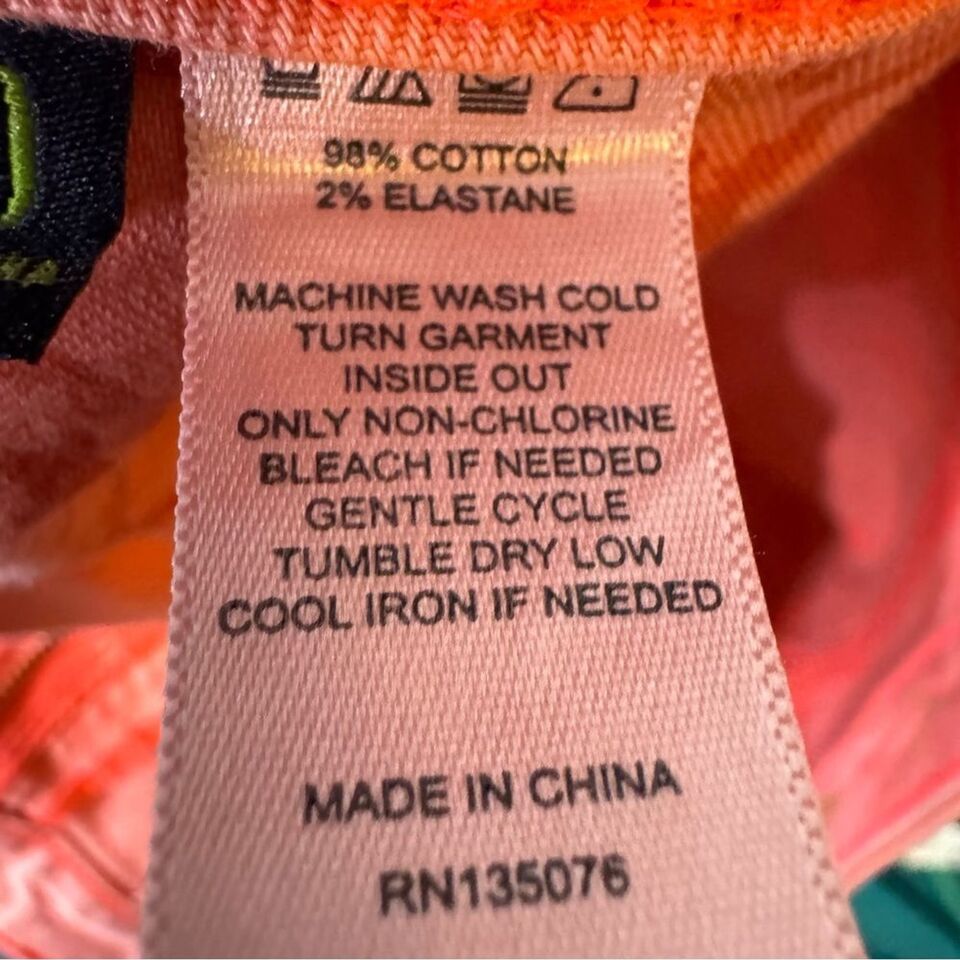 98% COTTON
2% ELASTANE
MACHINE WASH COLD
TURN GARMENT
INSIDE OUT
ONLY NON-CHLORINE
BLEACH IF NEEDED
GENTLE CYCLE
TUMBLE DRY LOW
COOL IRON IF NEEDED
MADE IN CHINA
RN135076